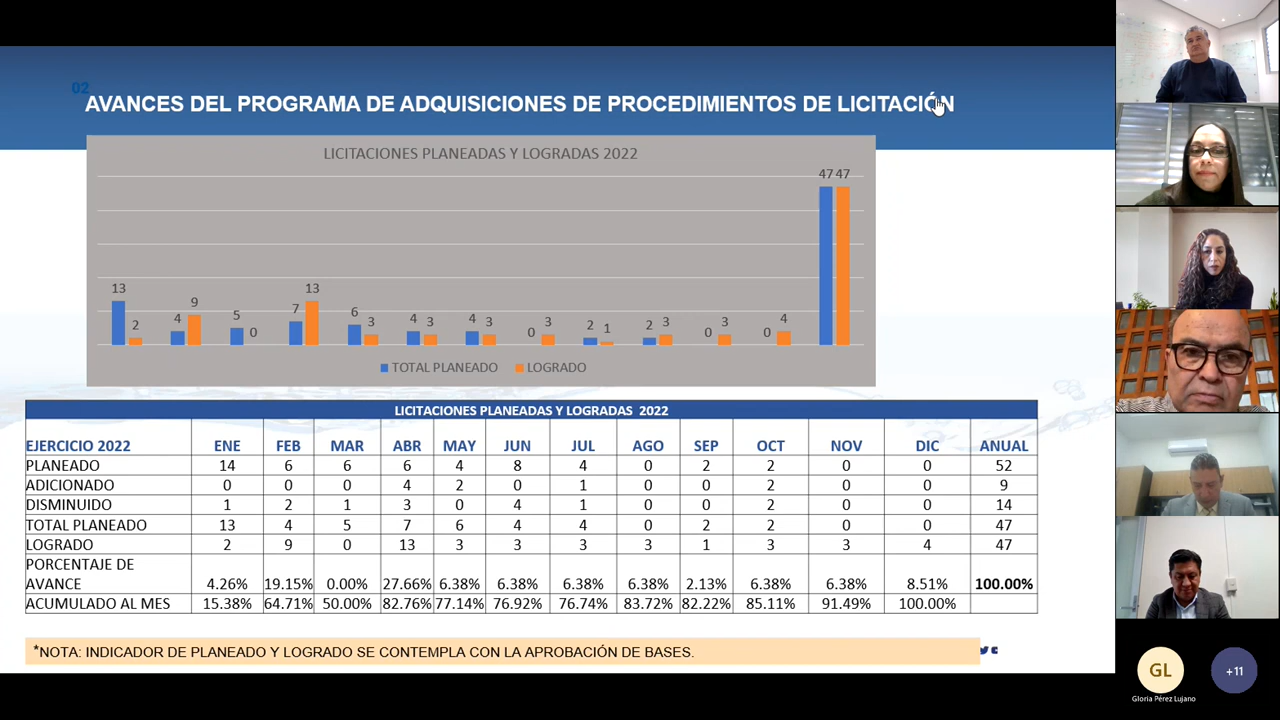 02
AVANCES DEL PROGRAMA DE ADQUISICIONES DE PROCEDIMIENTOS DE LICITACIÓN
LICITACIONES PLANEADAS Y LOGRADAS 2022
13 2 4 9 5 0 7 13 6 3 4 3 4 3 0 3 2 1 2 3 0 3 0 4 47 47
TOTAL PLANEADO LOGRADO
LICITACIONES PLANEADAS Y LOGRADAS 2022
EJERCICIO 2022 ENE FEB MAR ABR MAY JUN JUL AGO SEP OCT NOV DIC ANUAL
PLANEADO 14 6 6 6 4 8 4 0 2 2 0 0 52
ADICIONADO 0 0 0 4 2 0 1 0 0 2 0 0 9
DISMINUIDO 1 2 1 3 0 4 1 0 0 2 0 0 14
TOTAL PLANEADO 13 4 5 7 6 4 4 0 2 2 0 0 47
LOGRADO 2 9 0 13 3 3 3 3 1 3 3 4 47
PORCENTAJE DE
AVANCE 4.26% 19.15% 0.00% 27.66% 6.38% 6.38% 6.38% 6.38% 2.13% 6.38% 6.38% 8.51% 100.00%
ACUMULADO AL MES 15.38% 64.71% 50.00% 82.76% 77.14% 76.92% 76.74% 83.72% 82.22% 85.11% 91.49% 100.00%
*NOTA: INDICADOR DE PLANEADO Y LOGRADO SE CONTEMPLA CON LA APROBACIÓN DE BASES.
GL
+11
Gloria Pérez Lujano